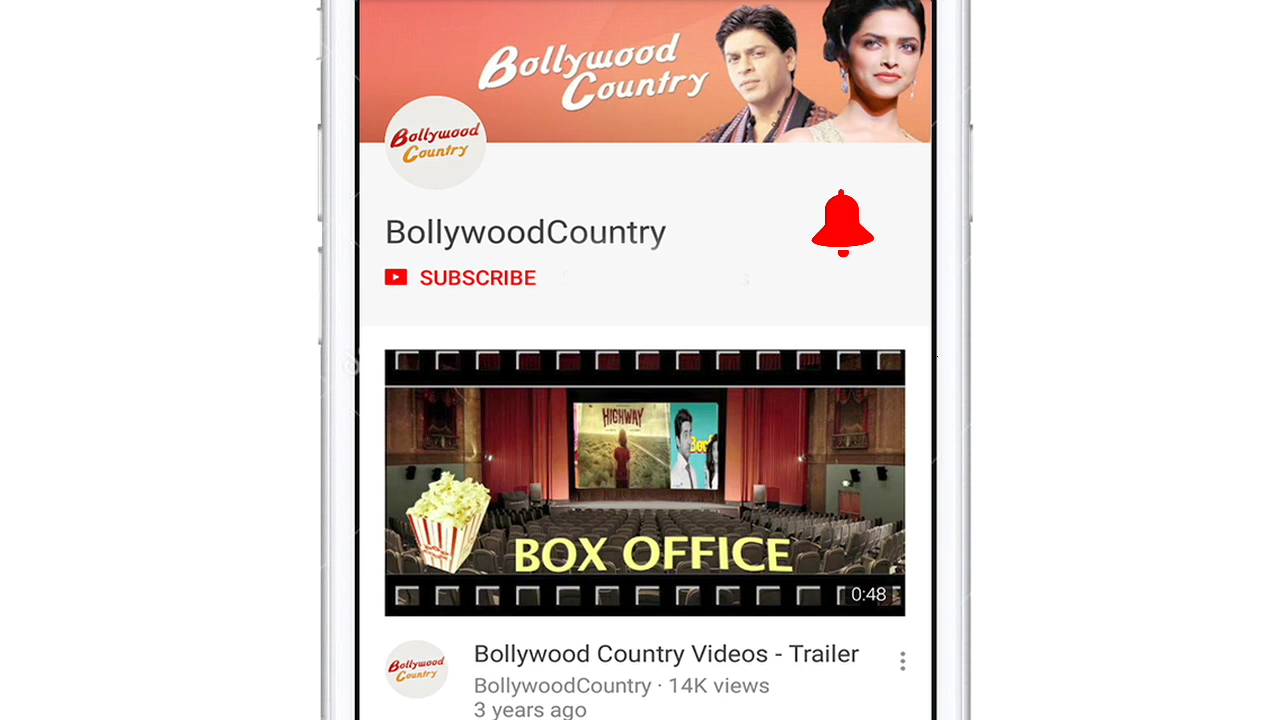 Bollywood
Country
Bollywood
Country
BollywoodCountry
SUBSCRIBE
HIGHWAY
BOX OFFICE
0:48
Bollywood Country Videos - Trailer
Bollywood
Country
BollywoodCountry · 14K views
3 years ago